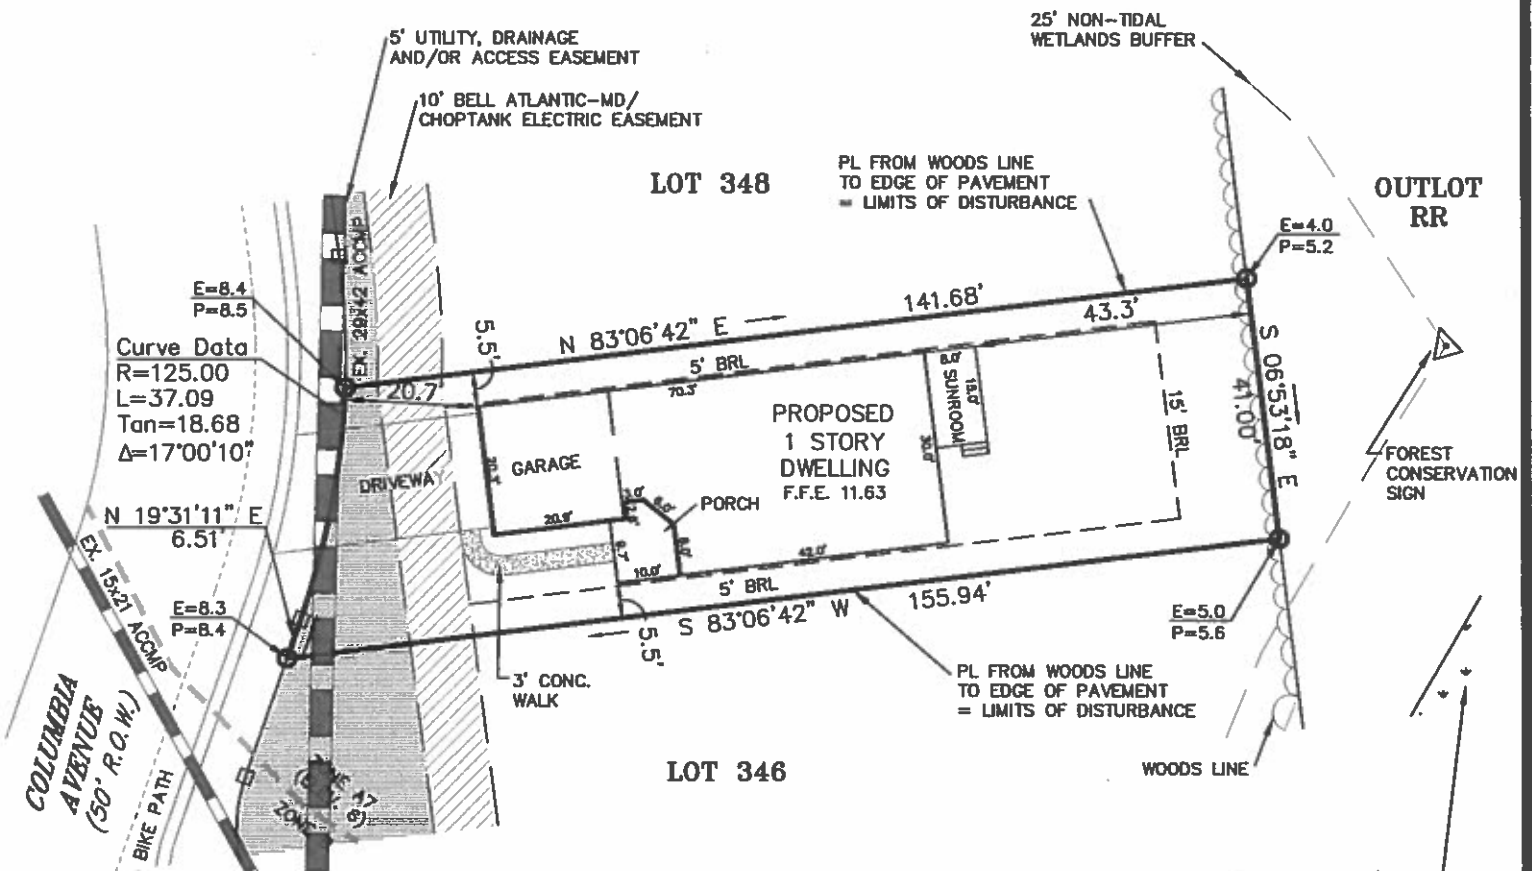 25' NON-TIDAL
WETLANDS BUFFER
5' UTILITY, DRAINAGE
AND/OR ACCESS EASEMENT
10' BELL ATLANTIC-MD/
CHOPTANK ELECTRIC EASEMENT
LOT 348
PL FROM WOODS LINE
TO EDGE OF PAVEMENT
= LIMITS OF DISTURBANCE
OUTLOT
RR
E=4.0
P=5.2
E=8.4
P=8.5
EX. 29x42 ACCMP
Curve Data
R=125.00
L=37.09
Tan=18.68
Δ=17°00'10"
5.5'
N 83°06'42" E
141.68'
43.3'
5' BRL
20.7
70.3'
8.0'
SUNROOM
18.0'
PROPOSED
1 STORY
DWELLING
F.F.E. 11.63
30.0'
15' BRL
S 06°53'18" E
41.00'
FOREST
CONSERVATION
SIGN
GARAGE
DRIVEWAY
20.9'
PORCH
10.0'
42.0'
5' BRL
N 19°31'11" E
6.51'
EX. 15x21 ACCMP
E=8.3
P=8.4
S 83°06'42" W
155.94'
5.5'
E=5.0
P=5.6
3' CONC.
WALK
PL FROM WOODS LINE
TO EDGE OF PAVEMENT
= LIMITS OF DISTURBANCE
COLUMBIA
AVENUE
(50' R.O.W.)
BIKE PATH
LOT 346
WOODS LINE
A7
ZONE